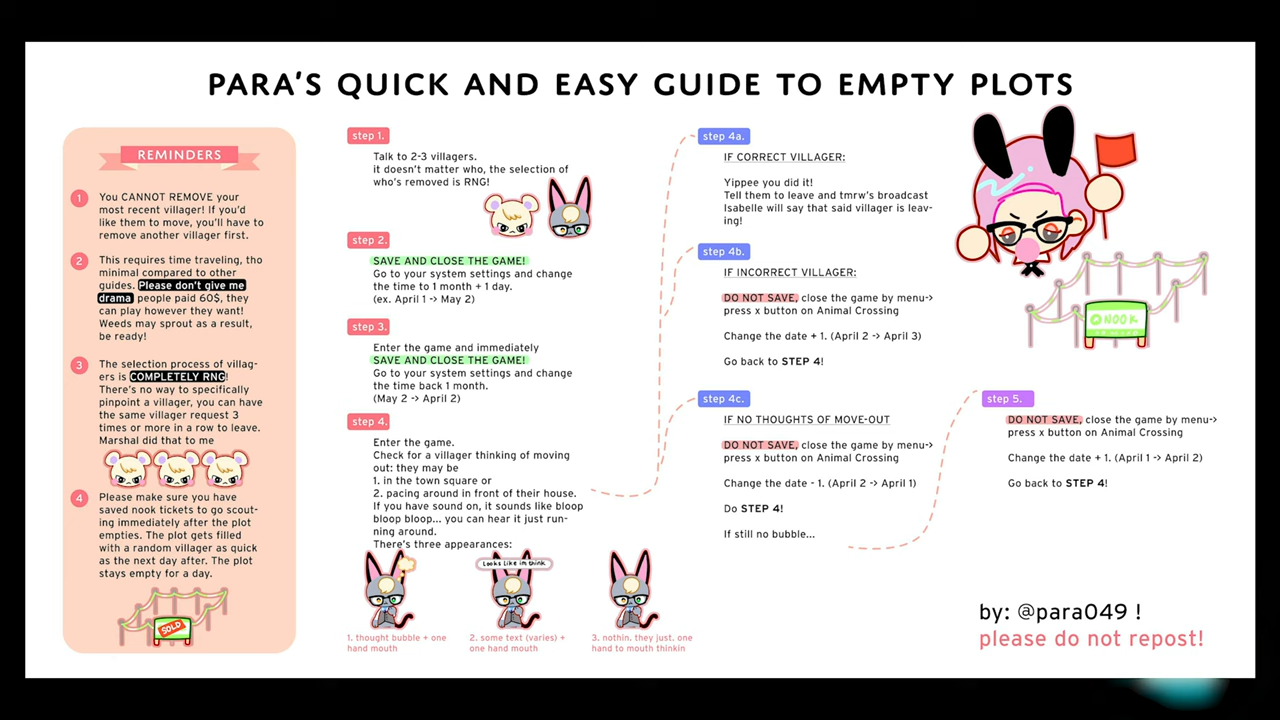 PARA'S QUICK AND EASY GUIDE TO EMPTY PLOTS
REMINDERS
1
You CANNOT REMOVE your
most recent villager! If you'd
like them to move, you'll have to
remove another villager first.
2
This requires time traveling, tho
minimal compared to other
guides. Please don't give me
drama people paid 60$, they
can play however they want!
Weeds may sprout as a result,
be ready!
3
The selection process of villag-
ers is COMPLETELY RNG!
There's no way to specifically
pinpoint a villager, you can have
the same villager request 3
times or more in a row to leave.
Marshal did that to me
4
Please make sure you have
saved nook tickets to go scout-
ing immediately after the plot
empties. The plot gets filled
with a random villager as quick
as the next day after. The plot
stays empty for a day.
SOLD
step 1.
Talk to 2-3 villagers.
it doesn't matter who, the selection of
who's removed is RNG!
step 2.
SAVE AND CLOSE THE GAME!
Go to your system settings and change
the time to 1 month + 1 day.
(ex. April 1 -> May 2)
step 3.
Enter the game and immediately
SAVE AND CLOSE THE GAME!
Go to your system settings and change
the time back 1 month.
(May 2 -> April 2)
step 4.
Enter the game.
Check for a villager thinking of moving
out: they may be
1. in the town square or
2. pacing around in front of their house.
If you have sound on, it sounds like bloop
bloop bloop... you can hear it just run-
ning around.
There's three appearances:
Looks like im think
1. thought bubble + one
hand mouth
2. some text (varies) +
one hand mouth
3. nothin. they just. one
hand to mouth thinkin
step 4a.
IF CORRECT VILLAGER:
Yippee you did it!
Tell them to leave and tmrw's broadcast
Isabelle will say that said villager is leav-
ing!
step 4b.
IF INCORRECT VILLAGER:
DO NOT SAVE, close the game by menu->
press x button on Animal Crossing
Change the date + 1. (April 2 -> April 3)
Go back to STEP 4!
step 4c.
IF NO THOUGHTS OF MOVE-OUT
DO NOT SAVE, close the game by menu->
press x button on Animal Crossing
Change the date - 1. (April 2 -> April 1)
Do STEP 4!
If still no bubble...
NOOK
step 5.
DO NOT SAVE, close the game by menu->
press x button on Animal Crossing
Change the date + 1. (April 1 -> April 2)
Go back to STEP 4!
by: @para049 !
please do not repost!